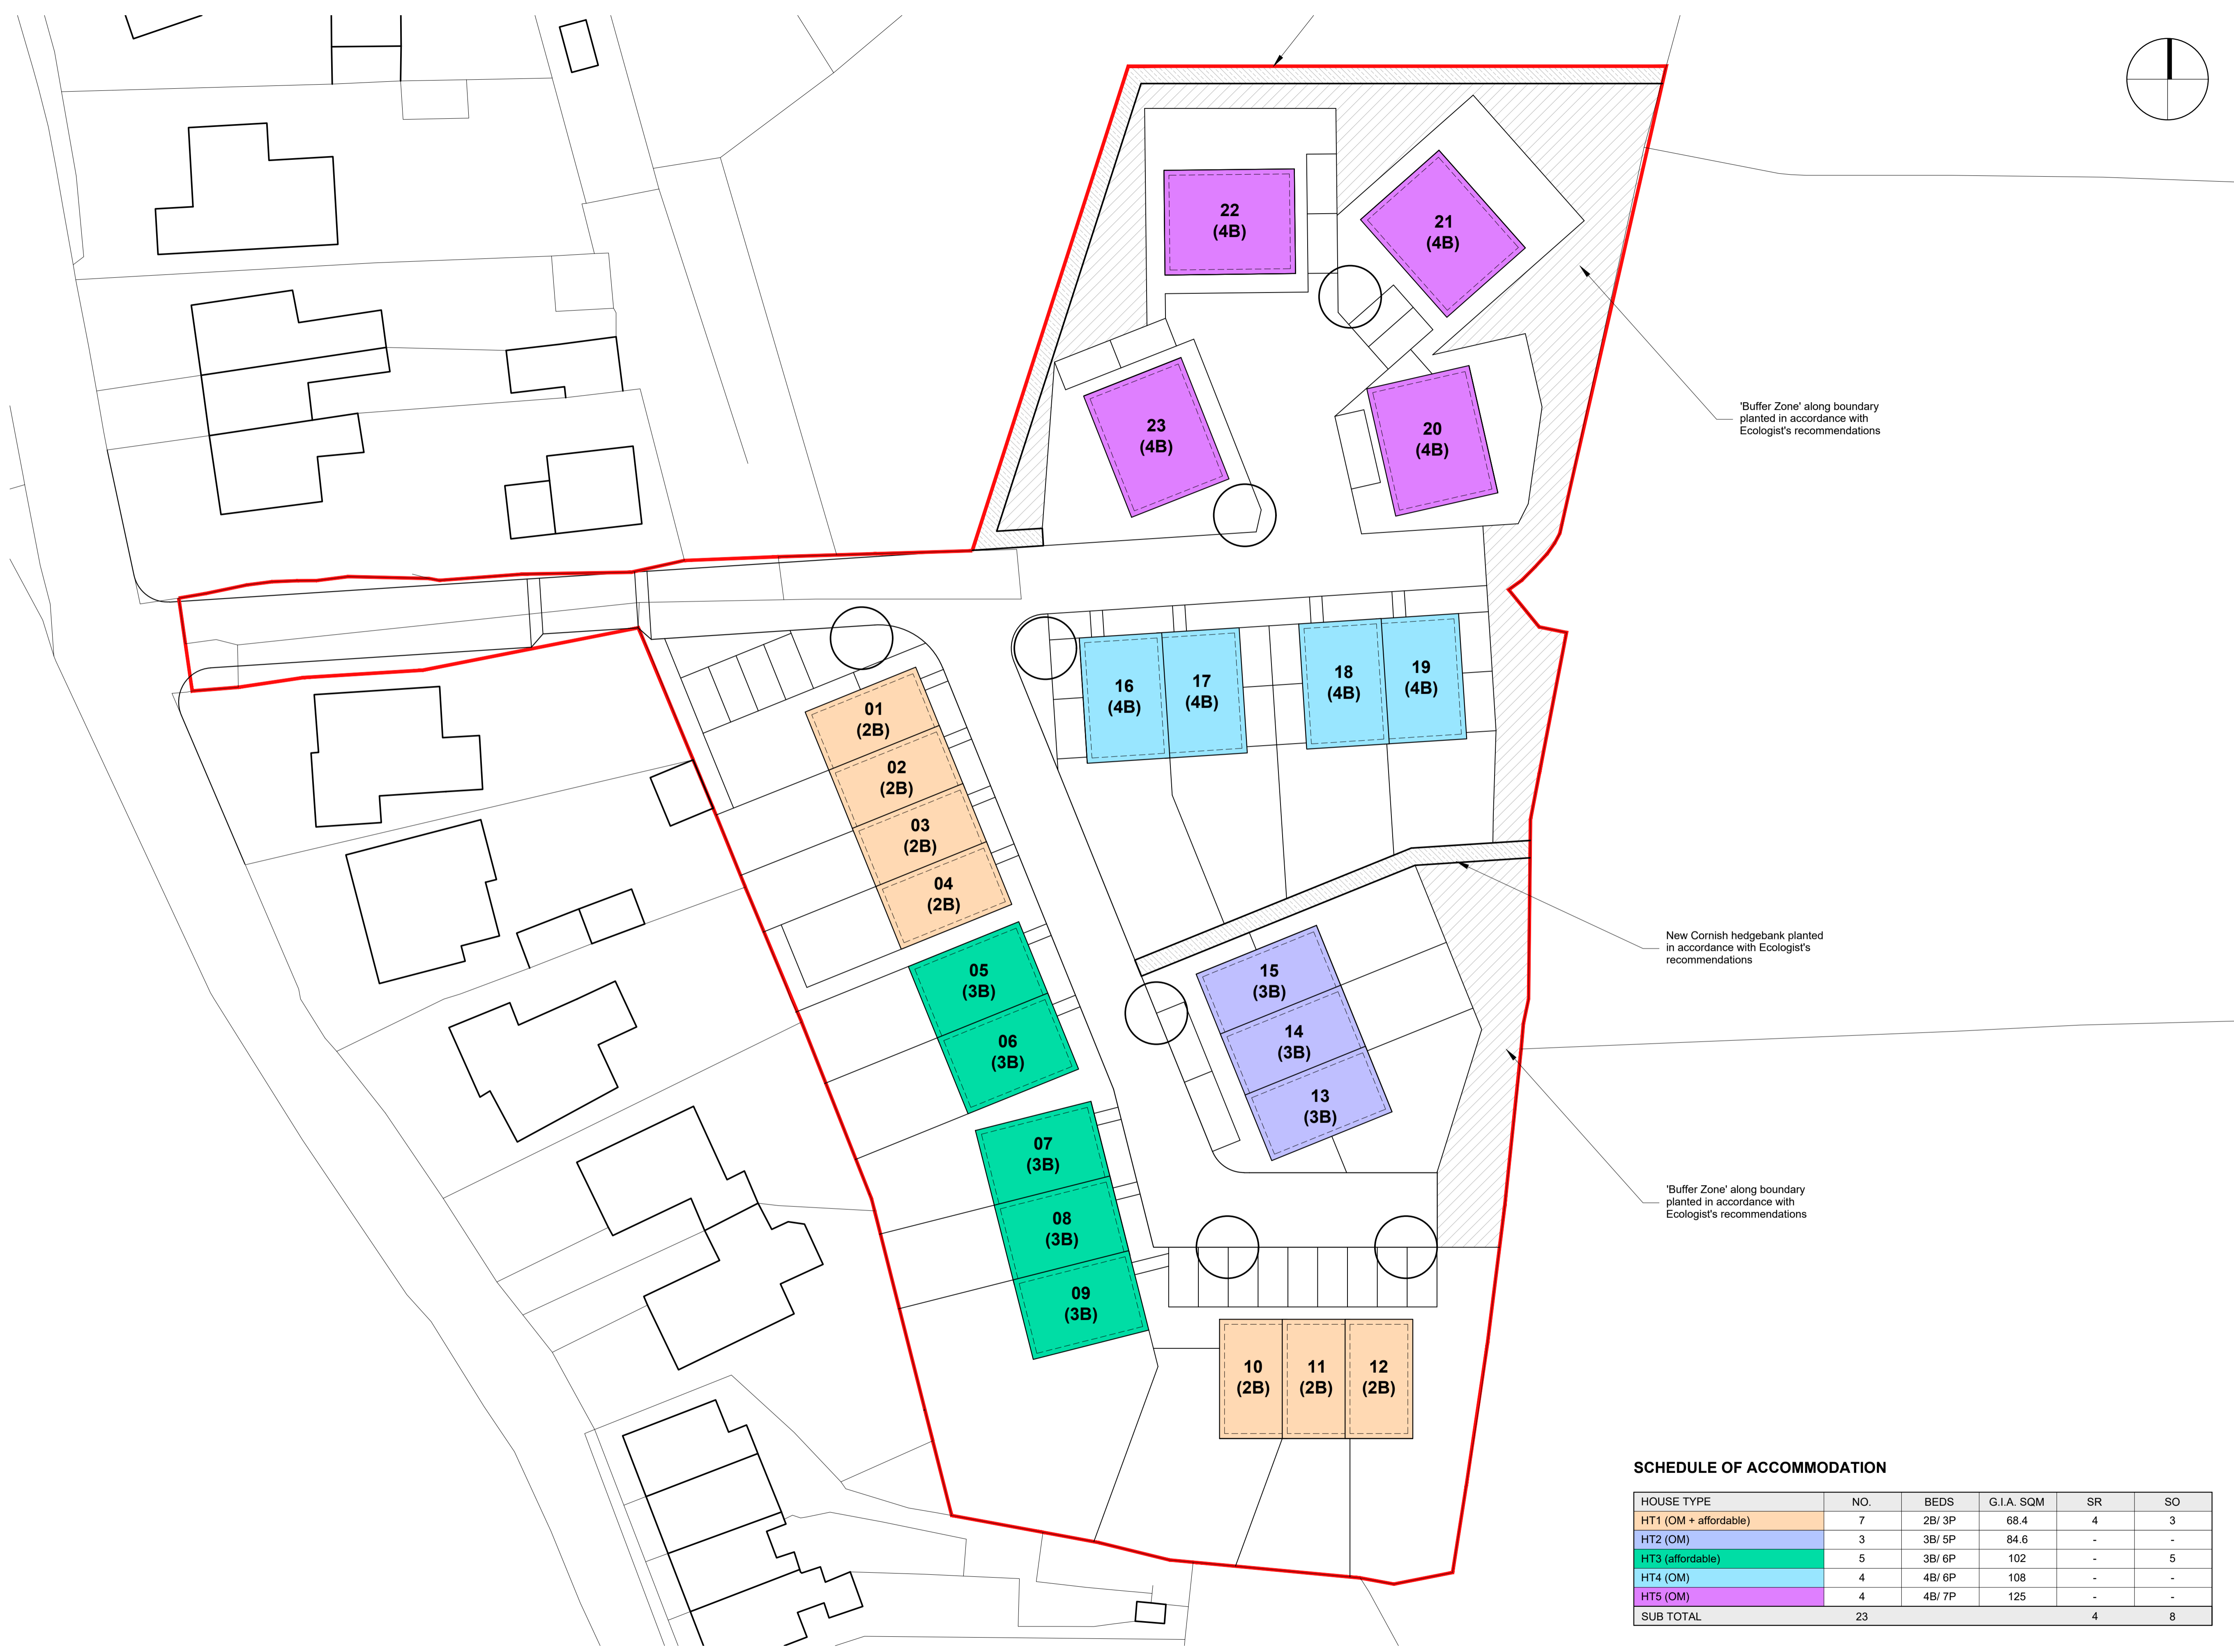 22
(4B)
21
(4B)
23
(4B)
20
(4B)
'Buffer Zone' along boundary
planted in accordance with
Ecologist's recommendations
16
(4B)
17
(4B)
18
(4B)
19
(4B)
01
(2B)
02
(2B)
03
(2B)
04
(2B)
05
(3B)
06
(3B)
07
(3B)
08
(3B)
09
(3B)
New Cornish hedgebank planted
in accordance with Ecologist's
recommendations
15
(3B)
14
(3B)
13
(3B)
'Buffer Zone' along boundary
planted in accordance with
Ecologist's recommendations
10
(2B)
11
(2B)
12
(2B)
SCHEDULE OF ACCOMMODATION
HOUSE TYPE NO. BEDS G.I.A. SQM SR SO
HT1 (OM + affordable) 7 2B/ 3P 68.4 4 3
HT2 (OM) 3 3B/ 5P 84.6 - -
HT3 (affordable) 5 3B/ 6P 102 - 5
HT4 (OM) 4 4B/ 6P 108 - -
HT5 (OM) 4 4B/ 7P 125 - -
SUB TOTAL 23 4 8